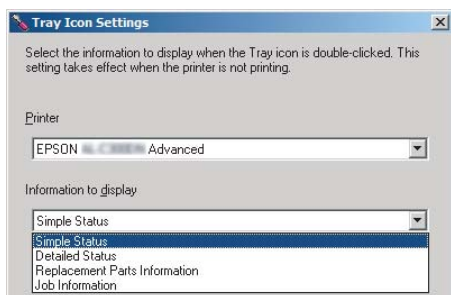 Tray Icon Settings
Select the information to display when the Tray icon is double-clicked. This
setting takes effect when the printer is not printing.
Printer
EPSON Advanced
Information to display
Simple Status
Simple Status
Detailed Status
Replacement Parts Information
Job Information